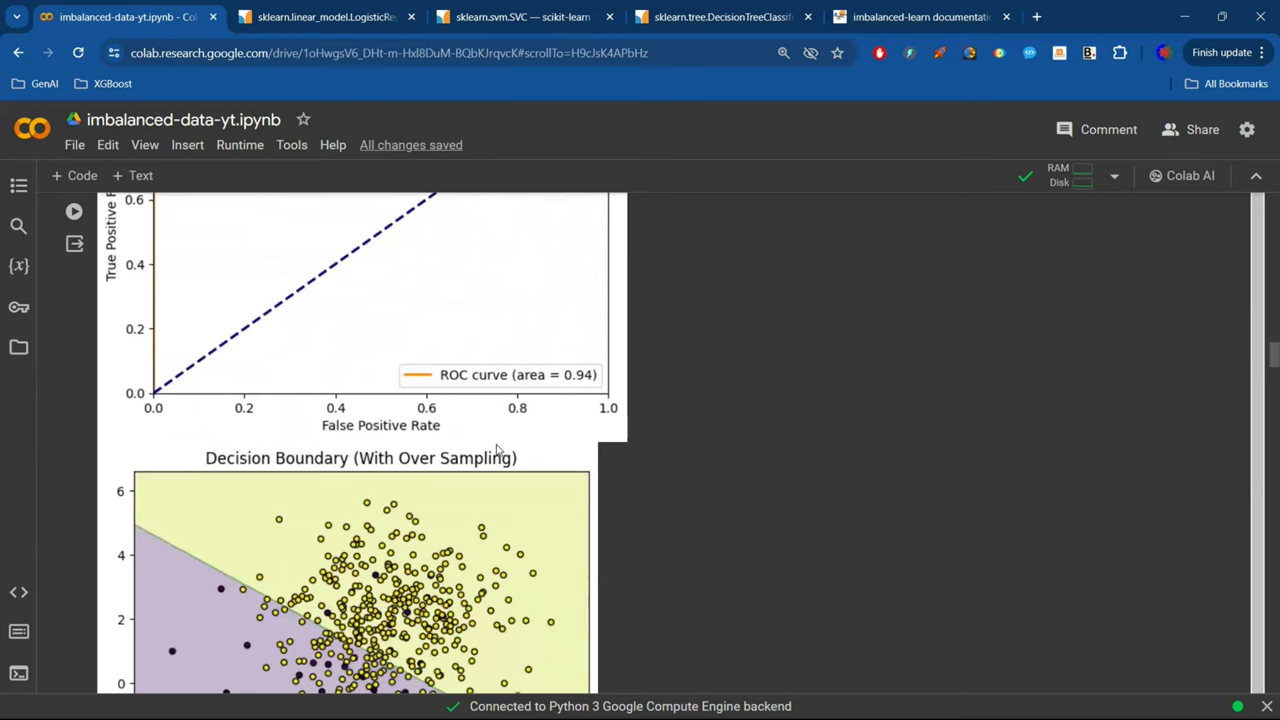 imbalanced-data-yt.ipynb - Col
sklearn.linear_model.LogisticRe
sklearn.svm.SVC — scikit-learn
sklearn.tree.DecisionTreeClassifi
imbalanced-learn documentatio
colab.research.google.com/drive/1oHwgsV6_DHt-m-Hxl8DuM-BQbKJrqvcK#scrollTo=H9cJsK4APbHz
Finish update
GenAI
XGBoost
All Bookmarks
imbalanced-data-yt.ipynb
File Edit View Insert Runtime Tools Help All changes saved
Comment
Share
+ Code + Text
RAM
Disk
Colab AI
{x}
True Positive R
0.6
0.4
0.2
0.0
ROC curve (area = 0.94)
0.0 0.2 0.4 0.6 0.8 1.0
False Positive Rate
Decision Boundary (With Over Sampling)
6
4
2
0
Connected to Python 3 Google Compute Engine backend